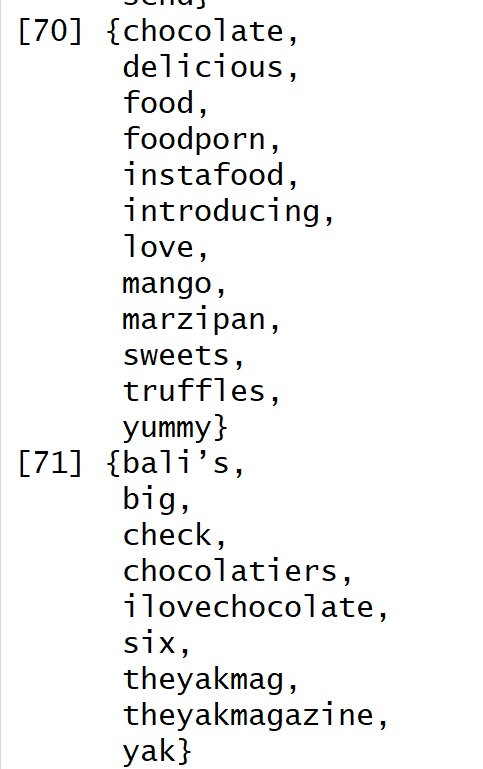 send}
[70] {chocolate,
delicious,
food,
foodporn,
instafood,
introducing,
love,
mango,
marzipan,
sweets,
truffles,
yummy}
[71] {bali’s,
big,
check,
chocolatiers,
ilovechocolate,
six,
theyakmag,
theyakmagazine,
yak}